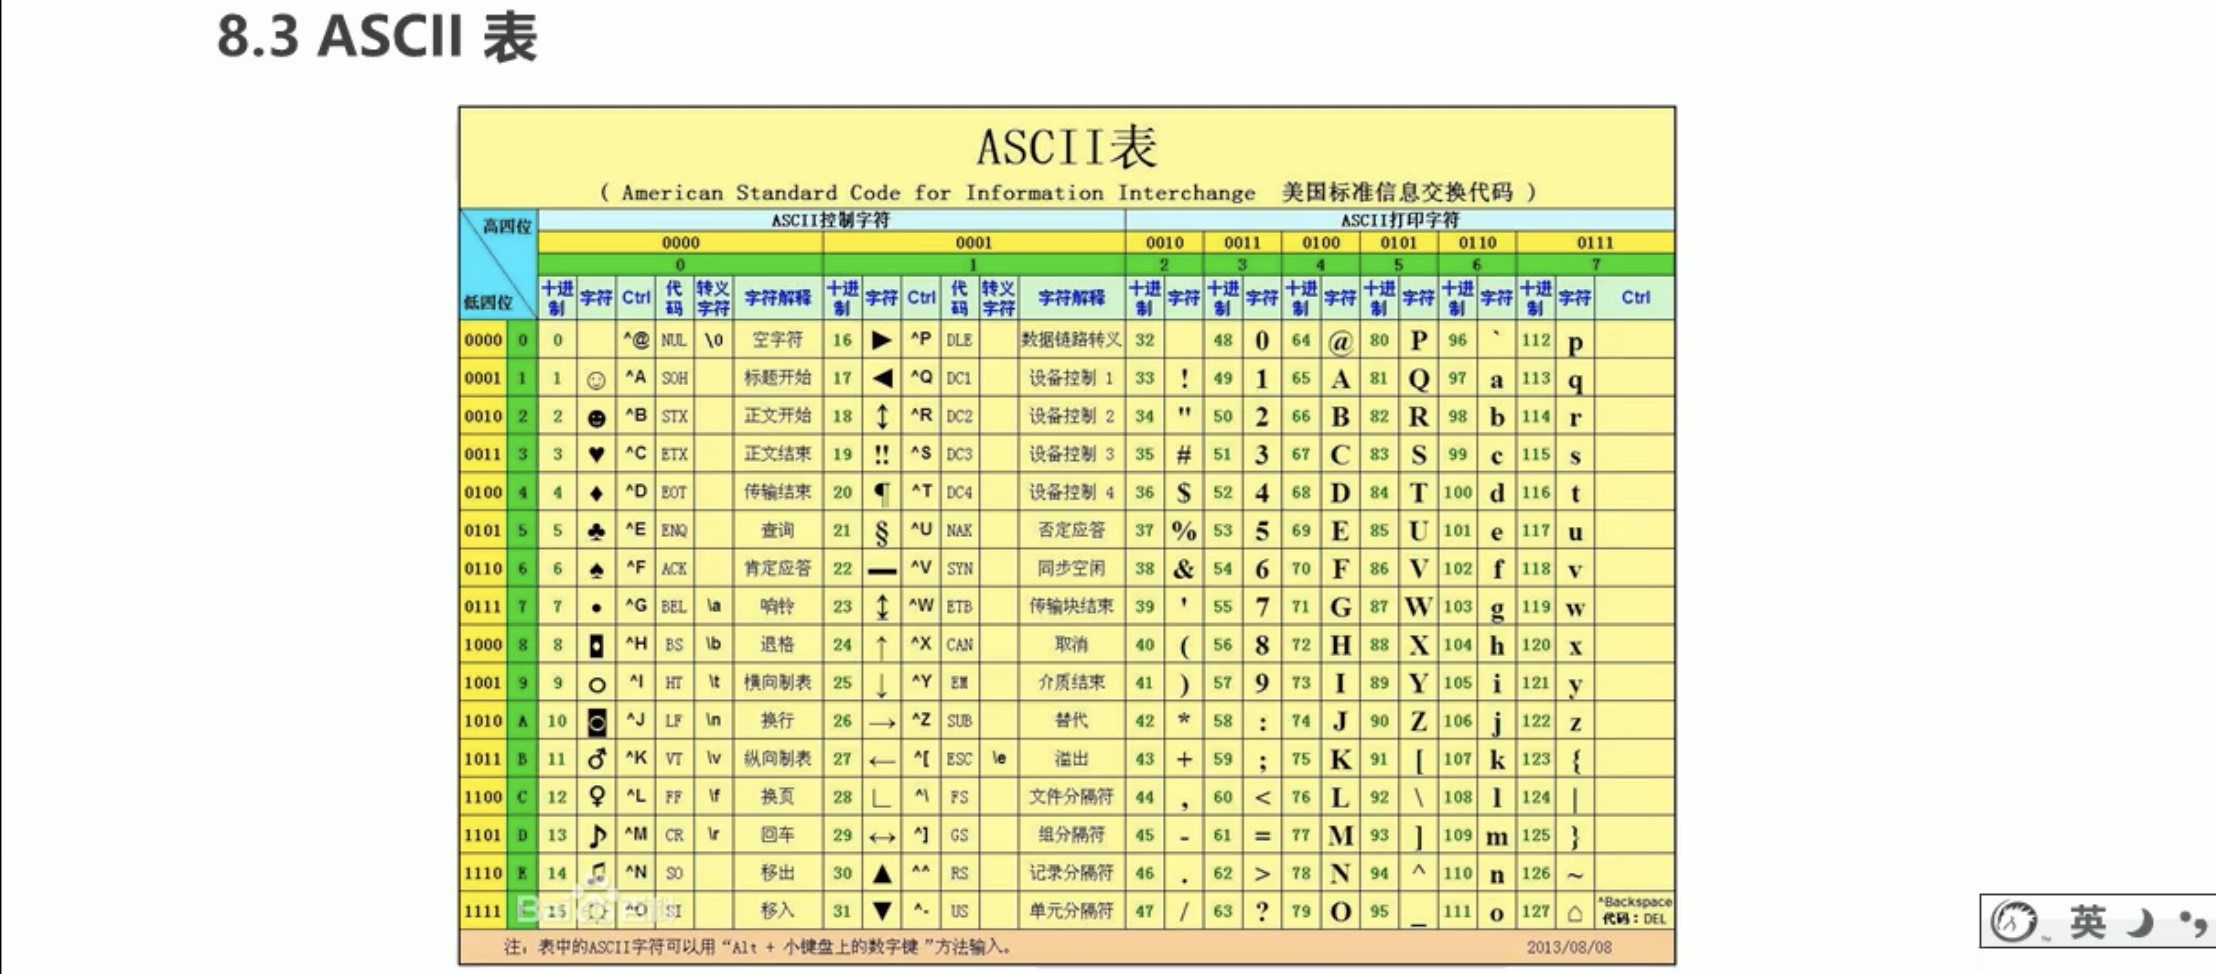 8.3 ASCII 表
ASCII表
( American Standard Code for Information Interchange 美国标准信息交换代码 )
高四位 ASCII控制字符 ASCII打印字符
0000 0001 0010 0011 0100 0101 0110 0111
0 1 2 3 4 5 6 7
低四位 十进制 字符 Ctrl 代码 转义字符 字符解释 十进制 字符 Ctrl 代码 转义字符 字符解释 十进制 字符 十进制 字符 十进制 字符 十进制 字符 十进制 字符 十进制 字符 Ctrl
0000 0 0 ^@ NUL \0 空字符 16 ► ^P DLE 数据链路转义 32 48 0 64 @ 80 P 96 ` 112 p
0001 1 1 ☺ ^A SOH 标题开始 17 ◄ ^Q DC1 设备控制 1 33 ! 49 1 65 A 81 Q 97 a 113 q
0010 2 2 ☻ ^B STX 正文开始 18 ↕ ^R DC2 设备控制 2 34 " 50 2 66 B 82 R 98 b 114 r
0011 3 3 ♥ ^C ETX 正文结束 19 ‼ ^S DC3 设备控制 3 35 # 51 3 67 C 83 S 99 c 115 s
0100 4 4 ♦ ^D EOT 传输结束 20 ¶ ^T DC4 设备控制 4 36 $ 52 4 68 D 84 T 100 d 116 t
0101 5 5 ♣ ^E ENQ 查询 21 § ^U NAK 否定应答 37 % 53 5 69 E 85 U 101 e 117 u
0110 6 6 ♠ ^F ACK 肯定应答 22 ▬ ^V SYN 同步空闲 38 & 54 6 70 F 86 V 102 f 118 v
0111 7 7 • ^G BEL \a 响铃 23 ↨ ^W ETB 传输块结束 39 ' 55 7 71 G 87 W 103 g 119 w
1000 8 8 ◘ ^H BS \b 退格 24 ↑ ^X CAN 取消 40 ( 56 8 72 H 88 X 104 h 120 x
1001 9 9 ○ ^I HT \t 横向制表 25 ↓ ^Y EM 介质结束 41 ) 57 9 73 I 89 Y 105 i 121 y
1010 A 10 ◙ ^J LF \n 换行 26 → ^Z SUB 替代 42 * 58 : 74 J 90 Z 106 j 122 z
1011 B 11 ♂ ^K VT \v 纵向制表 27 ← ^[ ESC \e 溢出 43 + 59 ; 75 K 91 [ 107 k 123 {
1100 C 12 ♀ ^L FF \f 换页 28 ∟ ^\ FS 文件分隔符 44 , 60 < 76 L 92 \ 108 l 124 |
1101 D 13 ♪ ^M CR \r 回车 29 ↔ ^] GS 组分隔符 45 - 61 = 77 M 93 ] 109 m 125 }
1110 E 14 ♫ ^N SO 移出 30 ▲ ^^ RS 记录分隔符 46 . 62 > 78 N 94 ^ 110 n 126 ~
1111 15 ☼ ^O SI 移入 31 ▼ ^- US 单元分隔符 47 / 63 ? 79 O 95 _ 111 o 127 ⌂ ^Backspace 代码：DEL
注：表中的ASCII字符可以用“Alt + 小键盘上的数字键”方法输入。 2013/08/08
英